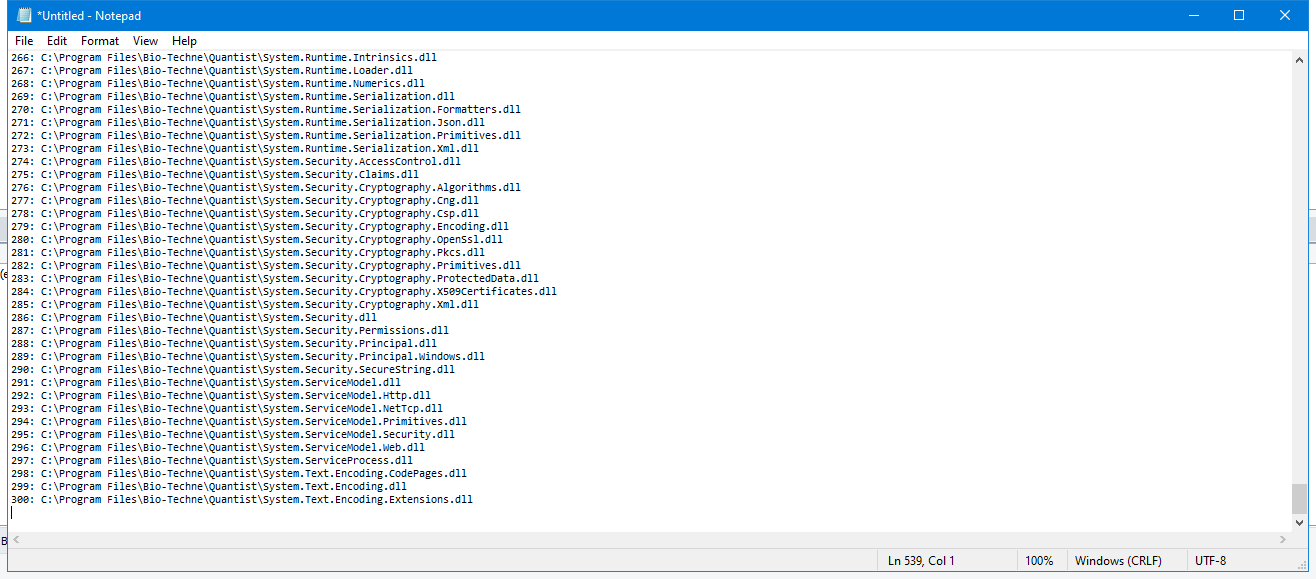 *Untitled - Notepad
File Edit Format View Help
266: C:\Program Files\Bio-Techne\Quantist\System.Runtime.Intrinsics.dll
267: C:\Program Files\Bio-Techne\Quantist\System.Runtime.Loader.dll
268: C:\Program Files\Bio-Techne\Quantist\System.Runtime.Numerics.dll
269: C:\Program Files\Bio-Techne\Quantist\System.Runtime.Serialization.dll
270: C:\Program Files\Bio-Techne\Quantist\System.Runtime.Serialization.Formatters.dll
271: C:\Program Files\Bio-Techne\Quantist\System.Runtime.Serialization.Json.dll
272: C:\Program Files\Bio-Techne\Quantist\System.Runtime.Serialization.Primitives.dll
273: C:\Program Files\Bio-Techne\Quantist\System.Runtime.Serialization.Xml.dll
274: C:\Program Files\Bio-Techne\Quantist\System.Security.AccessControl.dll
275: C:\Program Files\Bio-Techne\Quantist\System.Security.Claims.dll
276: C:\Program Files\Bio-Techne\Quantist\System.Security.Cryptography.Algorithms.dll
277: C:\Program Files\Bio-Techne\Quantist\System.Security.Cryptography.Cng.dll
278: C:\Program Files\Bio-Techne\Quantist\System.Security.Cryptography.Csp.dll
279: C:\Program Files\Bio-Techne\Quantist\System.Security.Cryptography.Encoding.dll
280: C:\Program Files\Bio-Techne\Quantist\System.Security.Cryptography.OpenSsl.dll
281: C:\Program Files\Bio-Techne\Quantist\System.Security.Cryptography.Pkcs.dll
282: C:\Program Files\Bio-Techne\Quantist\System.Security.Cryptography.Primitives.dll
283: C:\Program Files\Bio-Techne\Quantist\System.Security.Cryptography.ProtectedData.dll
284: C:\Program Files\Bio-Techne\Quantist\System.Security.Cryptography.X509Certificates.dll
285: C:\Program Files\Bio-Techne\Quantist\System.Security.Cryptography.Xml.dll
286: C:\Program Files\Bio-Techne\Quantist\System.Security.dll
287: C:\Program Files\Bio-Techne\Quantist\System.Security.Permissions.dll
288: C:\Program Files\Bio-Techne\Quantist\System.Security.Principal.dll
289: C:\Program Files\Bio-Techne\Quantist\System.Security.Principal.Windows.dll
290: C:\Program Files\Bio-Techne\Quantist\System.Security.SecureString.dll
291: C:\Program Files\Bio-Techne\Quantist\System.ServiceModel.dll
292: C:\Program Files\Bio-Techne\Quantist\System.ServiceModel.Http.dll
293: C:\Program Files\Bio-Techne\Quantist\System.ServiceModel.NetTcp.dll
294: C:\Program Files\Bio-Techne\Quantist\System.ServiceModel.Primitives.dll
295: C:\Program Files\Bio-Techne\Quantist\System.ServiceModel.Security.dll
296: C:\Program Files\Bio-Techne\Quantist\System.ServiceModel.Web.dll
297: C:\Program Files\Bio-Techne\Quantist\System.ServiceProcess.dll
298: C:\Program Files\Bio-Techne\Quantist\System.Text.Encoding.CodePages.dll
299: C:\Program Files\Bio-Techne\Quantist\System.Text.Encoding.dll
300: C:\Program Files\Bio-Techne\Quantist\System.Text.Encoding.Extensions.dll
Ln 539, Col 1 100% Windows (CRLF) UTF-8